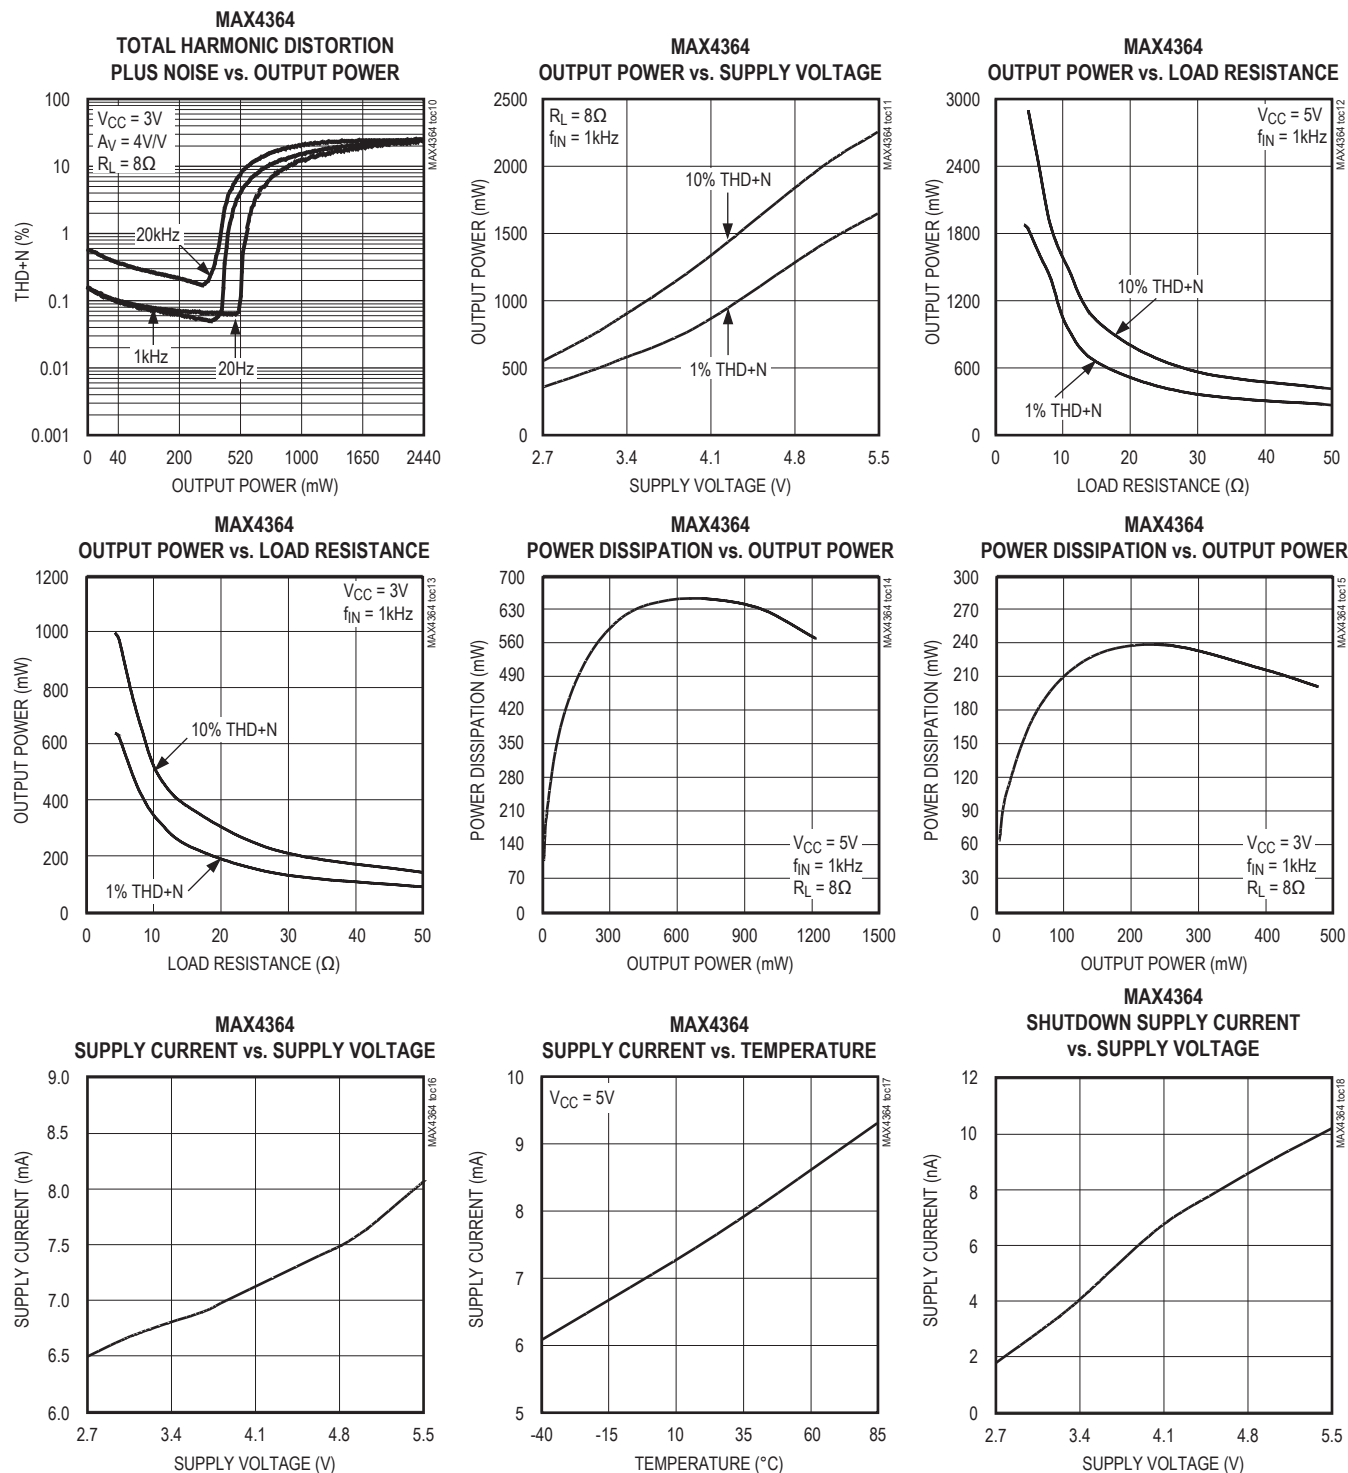 MAX4364
TOTAL HARMONIC DISTORTION
PLUS NOISE vs. OUTPUT POWER
100
10
1
0.1
0.01
0.001
THD+N (%)
VCC = 3V
AV = 4V/V
RL = 8Ω
20kHz
1kHz
20Hz
0 40 200 520 1000 1650 2440
OUTPUT POWER (mW)
MAX4364 toc10
MAX4364
OUTPUT POWER vs. SUPPLY VOLTAGE
2500
2000
1500
1000
500
0
OUTPUT POWER (mW)
RL = 8Ω
fIN = 1kHz
10% THD+N
1% THD+N
2.7 3.4 4.1 4.8 5.5
SUPPLY VOLTAGE (V)
MAX4364 toc11
MAX4364
OUTPUT POWER vs. LOAD RESISTANCE
3000
2400
1800
1200
600
0
OUTPUT POWER (mW)
VCC = 5V
fIN = 1kHz
10% THD+N
1% THD+N
0 10 20 30 40 50
LOAD RESISTANCE (Ω)
MAX4364 toc12
MAX4364
OUTPUT POWER vs. LOAD RESISTANCE
1200
1000
800
600
400
200
0
OUTPUT POWER (mW)
VCC = 3V
fIN = 1kHz
10% THD+N
1% THD+N
0 10 20 30 40 50
LOAD RESISTANCE (Ω)
MAX4364 toc13
MAX4364
POWER DISSIPATION vs. OUTPUT POWER
700
630
560
490
420
350
280
210
140
70
0
POWER DISSIPATION (mW)
VCC = 5V
fIN = 1kHz
RL = 8Ω
0 300 600 900 1200 1500
OUTPUT POWER (mW)
MAX4364 toc14
MAX4364
POWER DISSIPATION vs. OUTPUT POWER
300
270
240
210
180
150
120
90
60
30
0
POWER DISSIPATION (mW)
VCC = 3V
fIN = 1kHz
RL = 8Ω
0 100 200 300 400 500
OUTPUT POWER (mW)
MAX4364 toc15
MAX4364
SUPPLY CURRENT vs. SUPPLY VOLTAGE
9.0
8.5
8.0
7.5
7.0
6.5
6.0
SUPPLY CURRENT (mA)
2.7 3.4 4.1 4.8 5.5
SUPPLY VOLTAGE (V)
MAX4364 toc16
MAX4364
SUPPLY CURRENT vs. TEMPERATURE
10
9
8
7
6
5
SUPPLY CURRENT (mA)
VCC = 5V
-40 -15 10 35 60 85
TEMPERATURE (°C)
MAX4364 toc17
MAX4364
SHUTDOWN SUPPLY CURRENT
vs. SUPPLY VOLTAGE
12
10
8
6
4
2
0
SUPPLY CURRENT (nA)
2.7 3.4 4.1 4.8 5.5
SUPPLY VOLTAGE (V)
MAX4364 toc18